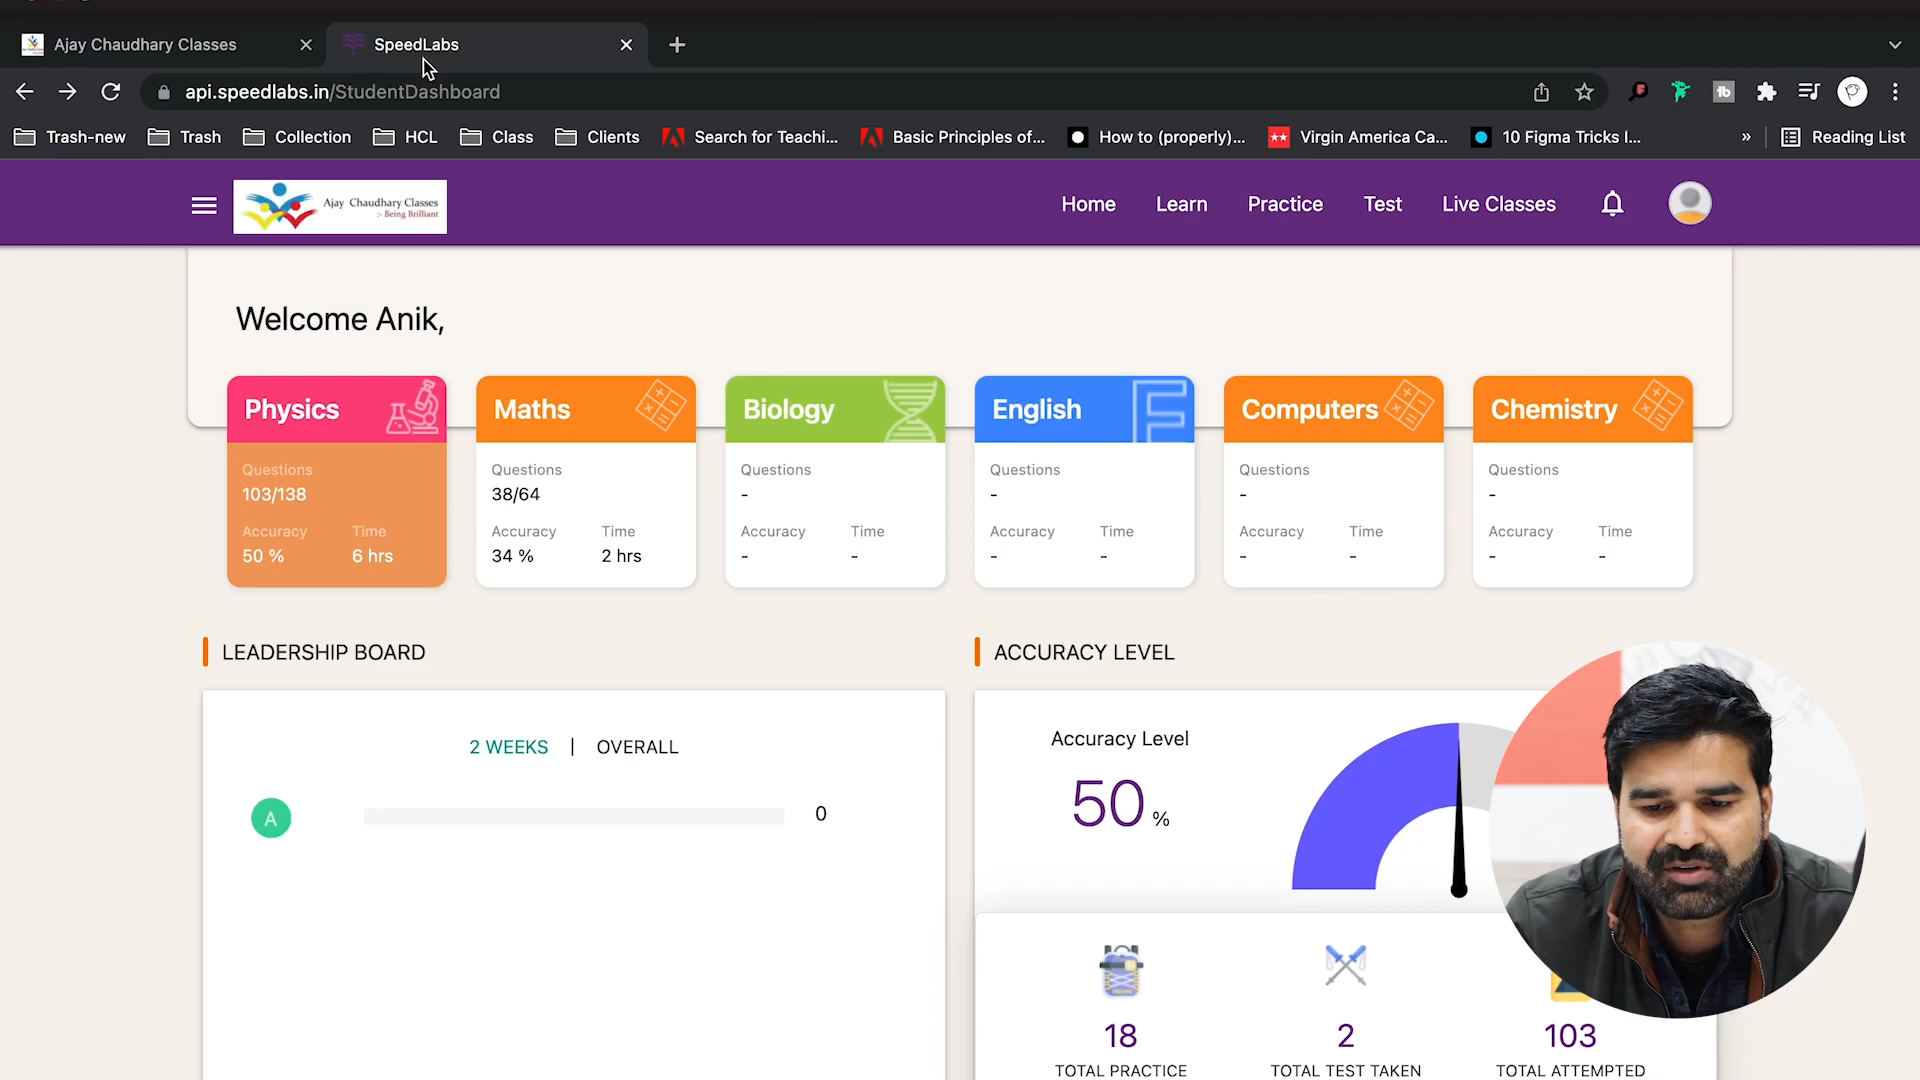 Ajay Chaudhary Classes
SpeedLabs
api.speedlabs.in/StudentDashboard
Trash-new
Trash
Collection
HCL
Class
Clients
Search for Teachi...
Basic Principles of...
How to (properly)...
Virgin America Ca...
10 Figma Tricks I...
»
Reading List
Ajay Chaudhary Classes
:- Being Brilliant
Home
Learn
Practice
Test
Live Classes
Welcome Anik,
Physics
Questions
103/138
Accuracy
Time
50 %
6 hrs
Maths
Questions
38/64
Accuracy
Time
34 %
2 hrs
Biology
Questions
-
Accuracy
Time
-
-
English
Questions
-
Accuracy
Time
-
-
Computers
Questions
-
Accuracy
Time
-
-
Chemistry
Questions
-
Accuracy
Time
-
-
LEADERSHIP BOARD
2 WEEKS | OVERALL
A
0
ACCURACY LEVEL
Accuracy Level
50 %
18
TOTAL PRACTICE
2
TOTAL TEST TAKEN
103
TOTAL ATTEMPTED